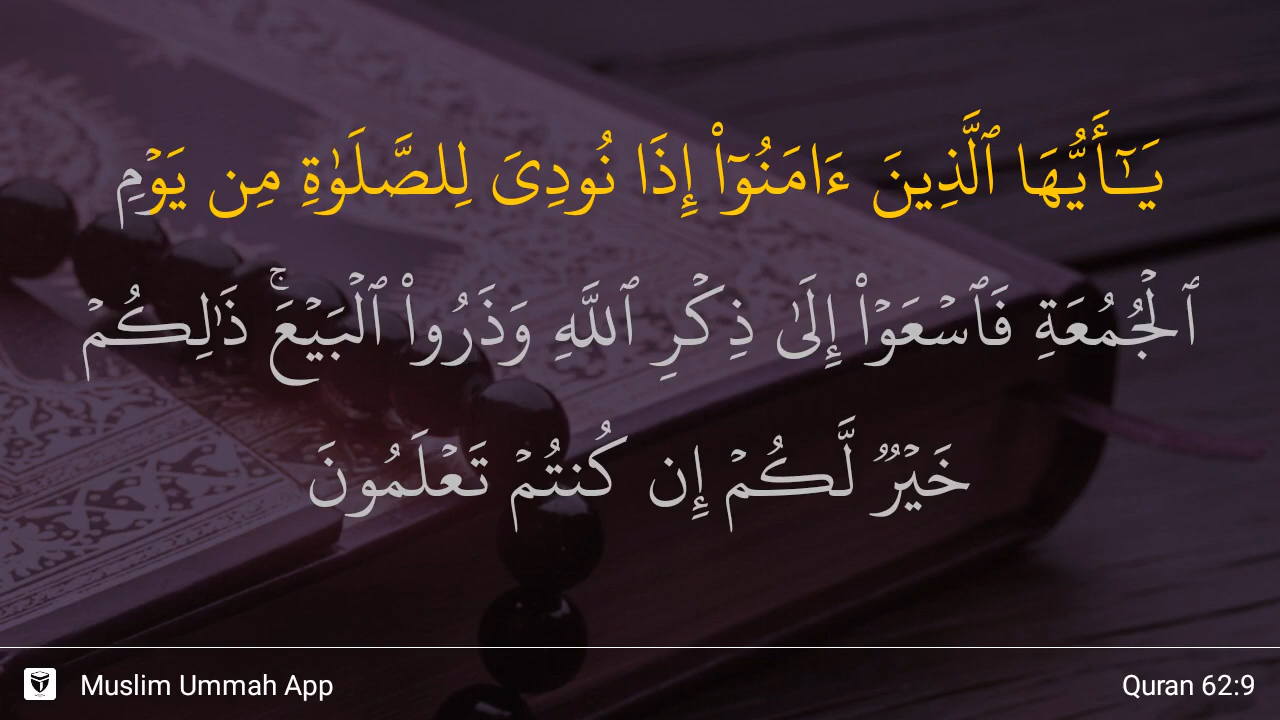 يَـٰٓأَيُّهَا ٱلَّذِينَ ءَامَنُوٓا۟ إِذَا نُودِىَ لِلصَّلَوٰةِ مِن يَوْمِ
ٱلْجُمُعَةِ فَٱسْعَوْا۟ إِلَىٰ ذِكْرِ ٱللَّهِ وَذَرُوا۟ ٱلْبَيْعَ ۚ ذَٰلِكُمْ
خَيْرٌ لَّكُمْ إِن كُنتُمْ تَعْلَمُونَ
Muslim Ummah App
Quran 62:9